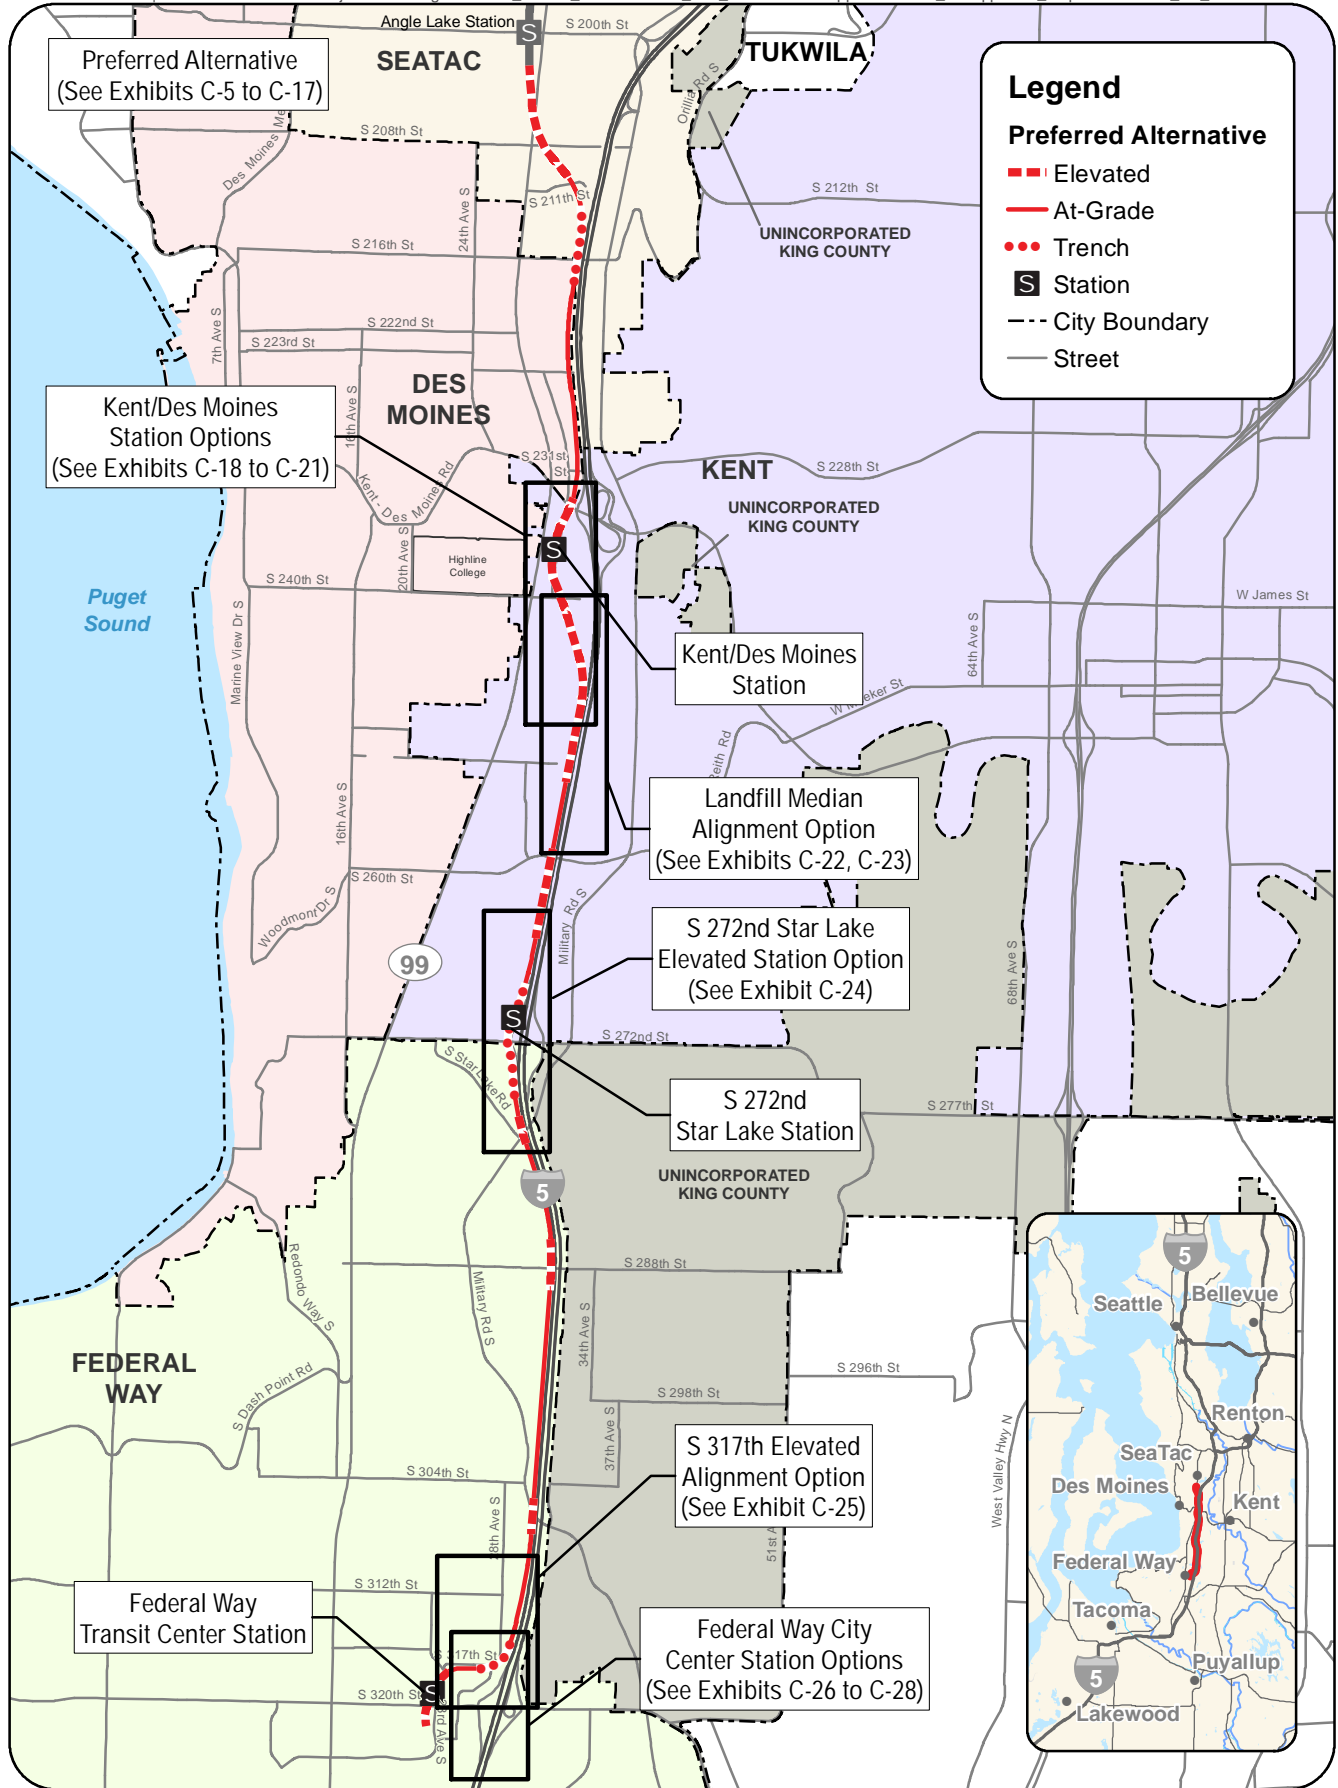 Angle Lake Station
S
S 200th St
SEATAC
TUKWILA
Preferred Alternative
(See Exhibits C-5 to C-17)
Orillia Rd S
S 208th St
S 211th St
S 212th St
24th Ave S
UNINCORPORATED
KING COUNTY
S 216th St
Legend
Preferred Alternative
Elevated
At-Grade
Trench
S Station
City Boundary
Street
S 222nd St
7th Ave S
S 223rd St
DES
MOINES
Kent/Des Moines
Station Options
(See Exhibits C-18 to C-21)
16th Ave S
S 231st
St
KENT
S 228th St
Kent - Des Moines Rd
UNINCORPORATED
KING COUNTY
S
20th Ave S
Highline
College
S 240th St
W James St
Puget
Sound
Marine View Dr S
64th Ave S
Kent/Des Moines
Station
Reith Rd
16th Ave S
Landfill Median
Alignment Option
(See Exhibits C-22, C-23)
S 260th St
Woodmont Dr S
Military Rd S
99
S 272nd Star Lake
Elevated Station Option
(See Exhibit C-24)
68th Ave S
S
S 272nd St
S Star Lake Rd
S 272nd
Star Lake Station
S 277th St
5
UNINCORPORATED
KING COUNTY
Redondo Way S
Military Rd S
S 288th St
34th Ave S
FEDERAL
WAY
S Dash Point Rd
S 296th St
S 298th St
37th Ave S
West Valley Hwy N
S 304th St
S 317th Elevated
Alignment Option
(See Exhibit C-25)
S 312th St
Federal Way
Transit Center Station
S 317th St
S 320th St
S
Federal Way City
Center Station Options
(See Exhibits C-26 to C-28)
5
Seattle
Bellevue
Renton
SeaTac
Des Moines
Kent
Federal Way
Tacoma
5
Puyallup
Lakewood